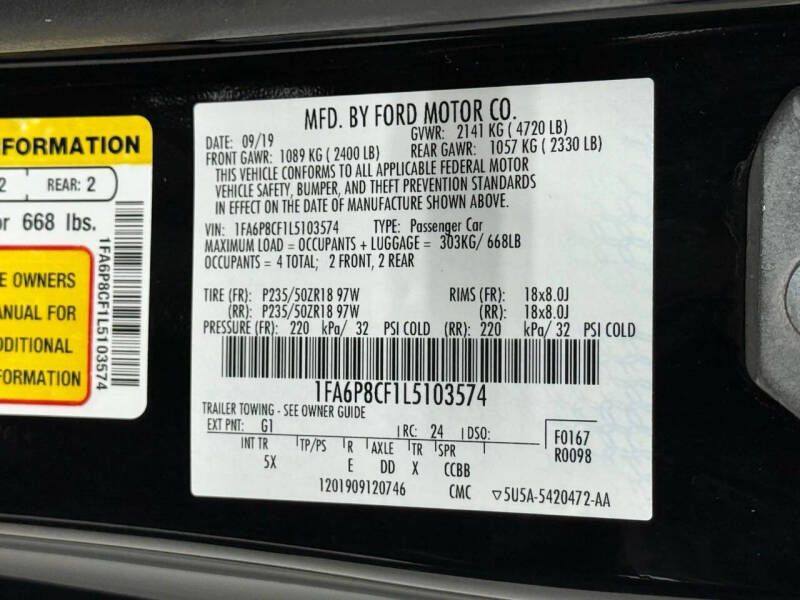 FORMATION
2 REAR: 2
or 668 lbs.
E OWNERS
ANUAL FOR
DDITIONAL
FORMATION
1FA6P8CF1L5103574
MFD. BY FORD MOTOR CO.
DATE: 09/19 GVWR: 2141 KG ( 4720 LB)
FRONT GAWR: 1089 KG ( 2400 LB) REAR GAWR: 1057 KG ( 2330 LB)
THIS VEHICLE CONFORMS TO ALL APPLICABLE FEDERAL MOTOR
VEHICLE SAFETY, BUMPER, AND THEFT PREVENTION STANDARDS
IN EFFECT ON THE DATE OF MANUFACTURE SHOWN ABOVE.
VIN: 1FA6P8CF1L5103574 TYPE: Passenger Car
MAXIMUM LOAD = OCCUPANTS + LUGGAGE = 303KG/ 668LB
OCCUPANTS = 4 TOTAL; 2 FRONT, 2 REAR
TIRE (FR): P235/50ZR18 97W RIMS (FR): 18x8.0J
(RR): P235/50ZR18 97W (RR): 18x8.0J
PRESSURE (FR): 220 kPa/ 32 PSI COLD (RR): 220 kPa/ 32 PSI COLD
1FA6P8CF1L5103574
TRAILER TOWING - SEE OWNER GUIDE
EXT PNT: G1 RC: 24 DSO: F0167
INT TR TP/PS R AXLE TR SPR R0098
5X E DD X CCBB
1201909120746 CMC ▽5U5A-5420472-AA